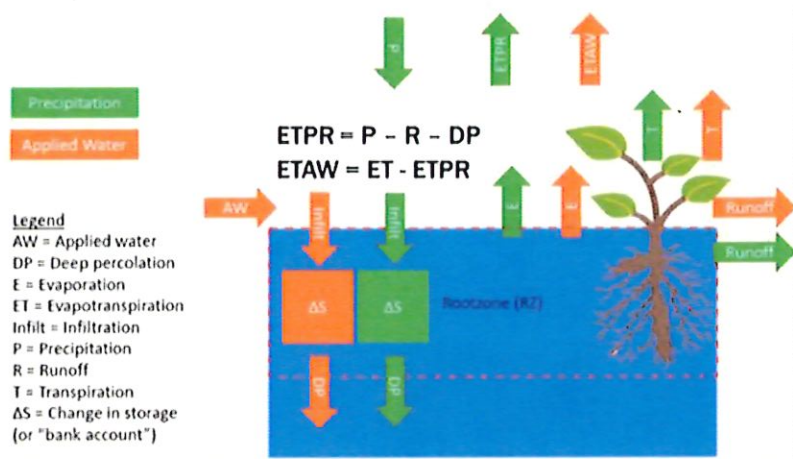 P
ETPR
ETAW
Precipitation
Applied Water
T
T
ETPR = P – R – DP
ETAW = ET - ETPR
AW
Infilt
Infilt
E
E
Runoff
Runoff
Legend
AW = Applied water
DP = Deep percolation
E = Evaporation
ET = Evapotranspiration
Infilt = Infiltration
P = Precipitation
R = Runoff
T = Transpiration
ΔS = Change in storage
(or "bank account")
ΔS
ΔS
Rootzone (RZ)
DP
DP